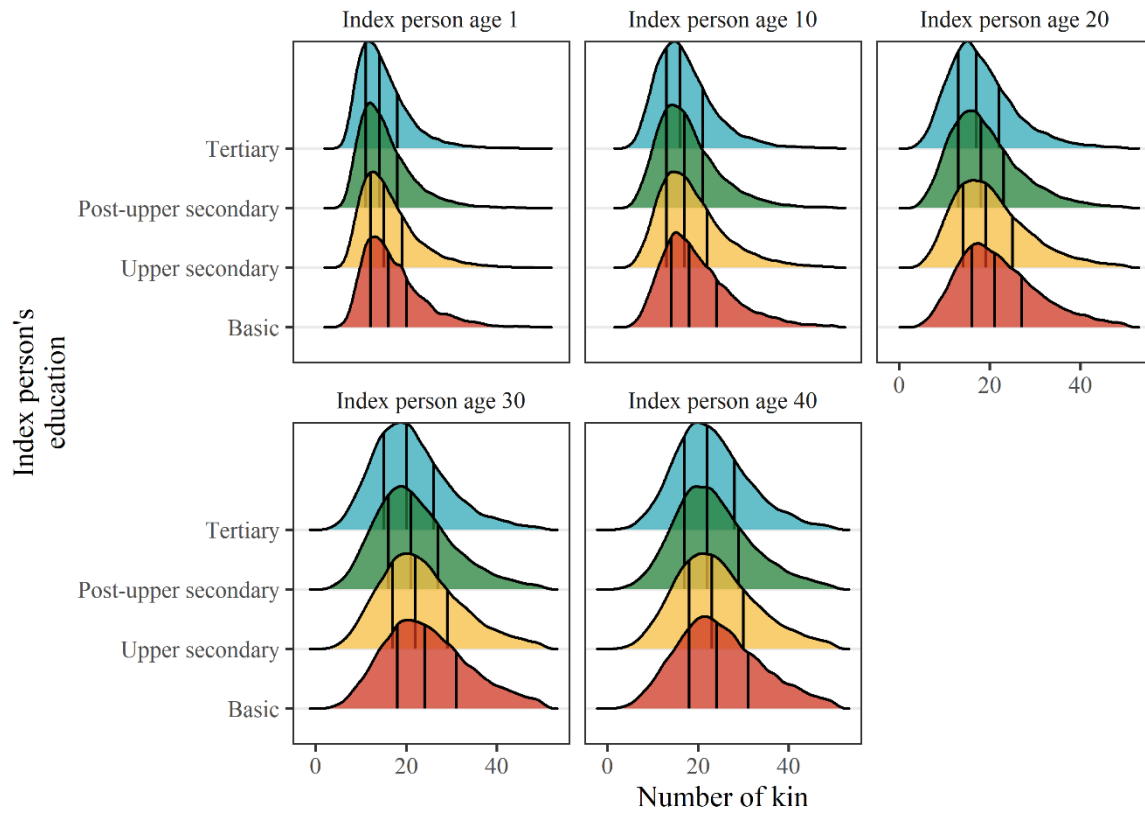 Index person age 1
Index person age 10
Index person age 20
Tertiary
Post-upper secondary
Upper secondary
Basic
0 20 40
Index person's
education
Index person age 30
Index person age 40
Tertiary
Post-upper secondary
Upper secondary
Basic
0 20 40
0 20 40
Number of kin